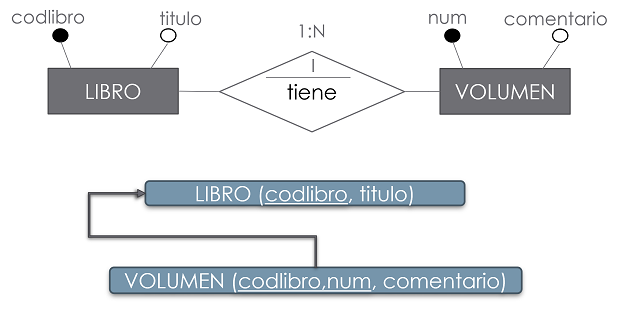 codlibro
titulo
num
comentario
1:N
I
LIBRO
tiene
VOLUMEN
LIBRO (codlibro, titulo)
VOLUMEN (codlibro,num, comentario)